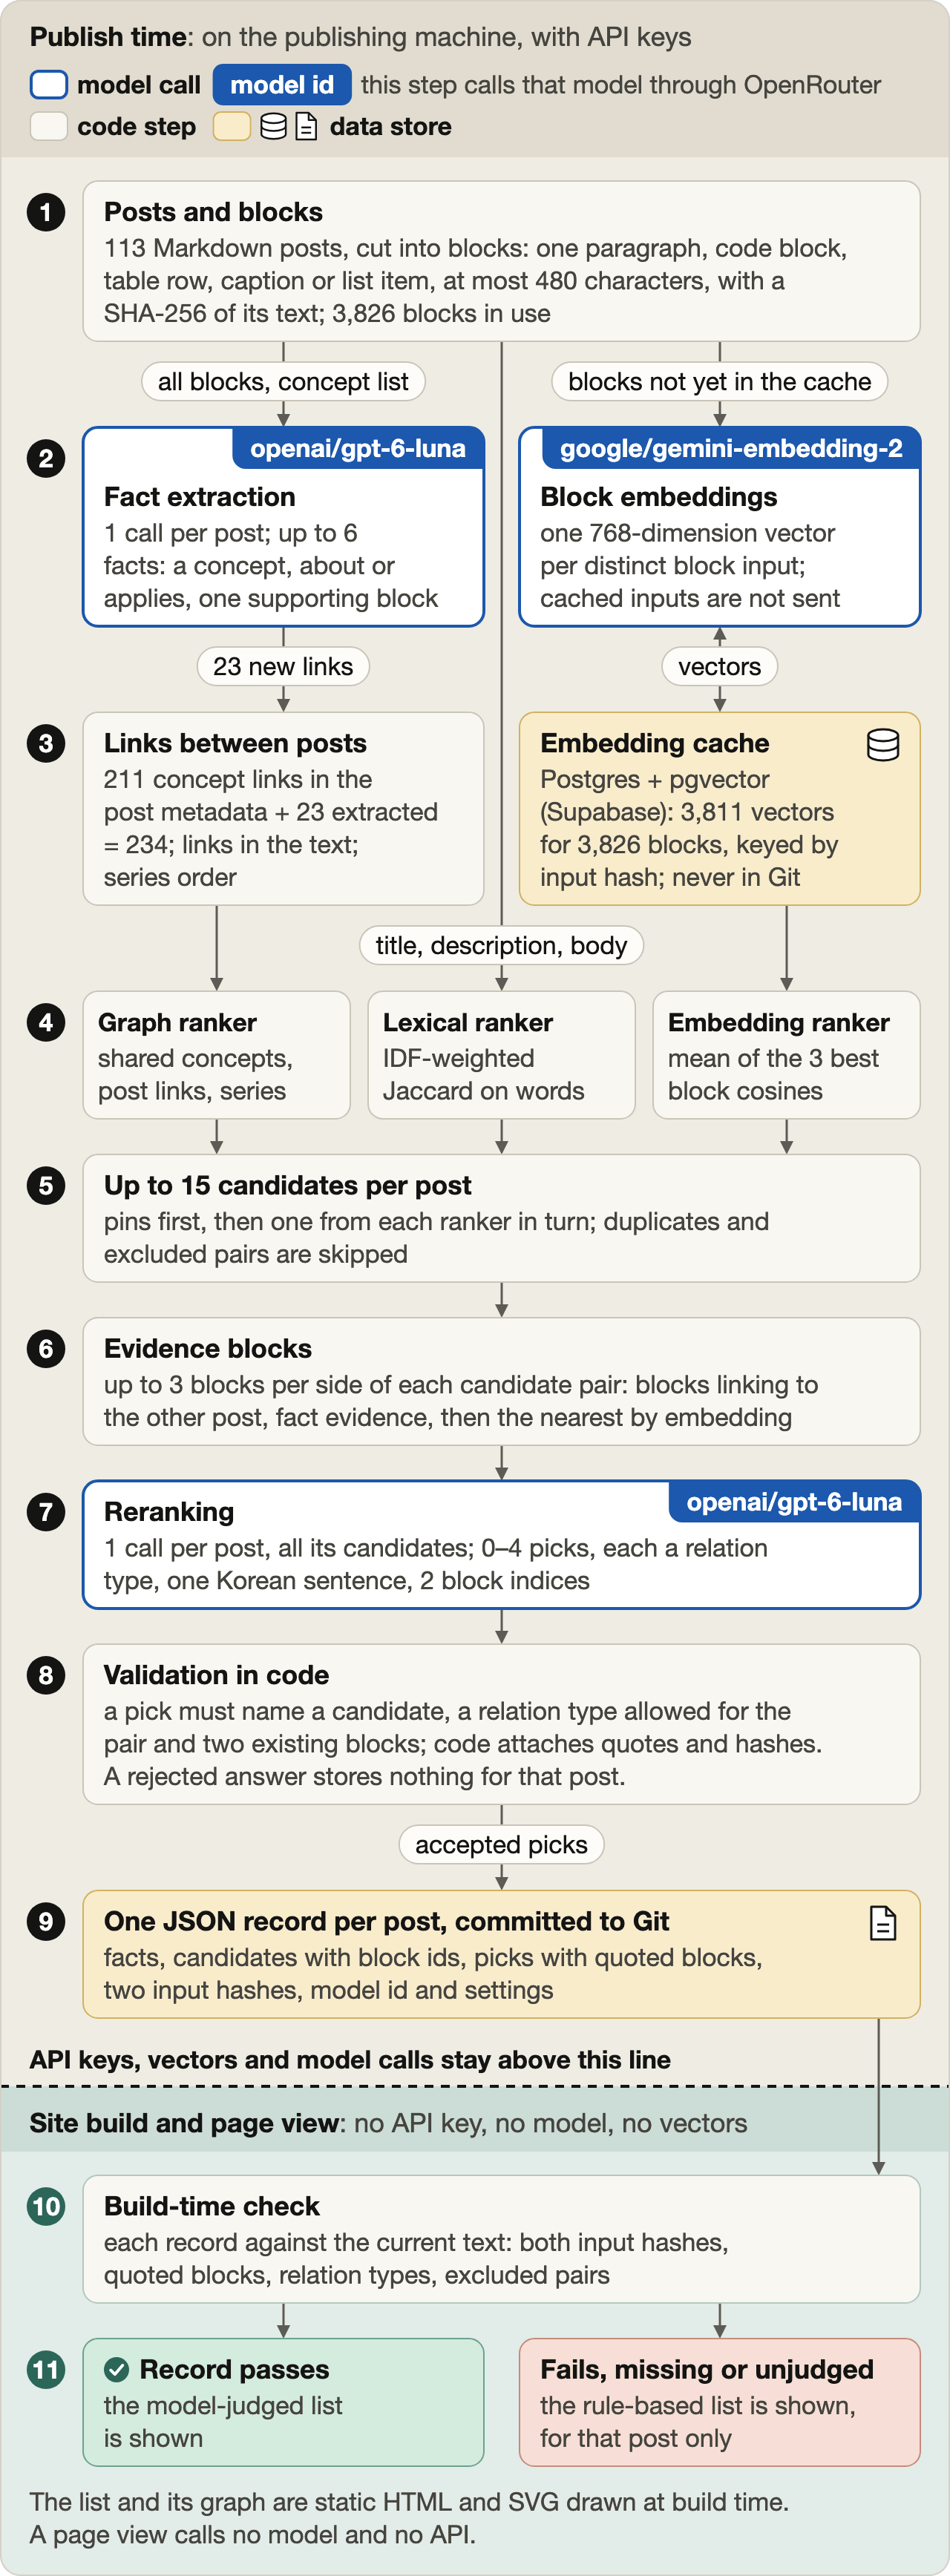 Publish time: on the publishing machine, with API keys
model call
model id
this step calls that model through OpenRouter
code step
data store
1
Posts and blocks
113 Markdown posts, cut into blocks: one paragraph, code block,
table row, caption or list item, at most 480 characters, with a
SHA-256 of its text; 3,826 blocks in use
all blocks, concept list
blocks not yet in the cache
2
openai/gpt-6-luna
Fact extraction
1 call per post; up to 6
facts: a concept, about or
applies, one supporting block
google/gemini-embedding-2
Block embeddings
one 768-dimension vector
per distinct block input;
cached inputs are not sent
23 new links
vectors
3
Links between posts
211 concept links in the
post metadata + 23 extracted
= 234; links in the text;
series order
Embedding cache
Postgres + pgvector
(Supabase): 3,811 vectors
for 3,826 blocks, keyed by
input hash; never in Git
title, description, body
4
Graph ranker
shared concepts,
post links, series
Lexical ranker
IDF-weighted
Jaccard on words
Embedding ranker
mean of the 3 best
block cosines
5
Up to 15 candidates per post
pins first, then one from each ranker in turn; duplicates and
excluded pairs are skipped
6
Evidence blocks
up to 3 blocks per side of each candidate pair: blocks linking to
the other post, fact evidence, then the nearest by embedding
7
openai/gpt-6-luna
Reranking
1 call per post, all its candidates; 0–4 picks, each a relation
type, one Korean sentence, 2 block indices
8
Validation in code
a pick must name a candidate, a relation type allowed for the
pair and two existing blocks; code attaches quotes and hashes.
A rejected answer stores nothing for that post.
accepted picks
9
One JSON record per post, committed to Git
facts, candidates with block ids, picks with quoted blocks,
two input hashes, model id and settings
API keys, vectors and model calls stay above this line
Site build and page view: no API key, no model, no vectors
10
Build-time check
each record against the current text: both input hashes,
quoted blocks, relation types, excluded pairs
11
Record passes
the model-judged list
is shown
Fails, missing or unjudged
the rule-based list is shown,
for that post only
The list and its graph are static HTML and SVG drawn at build time.
A page view calls no model and no API.